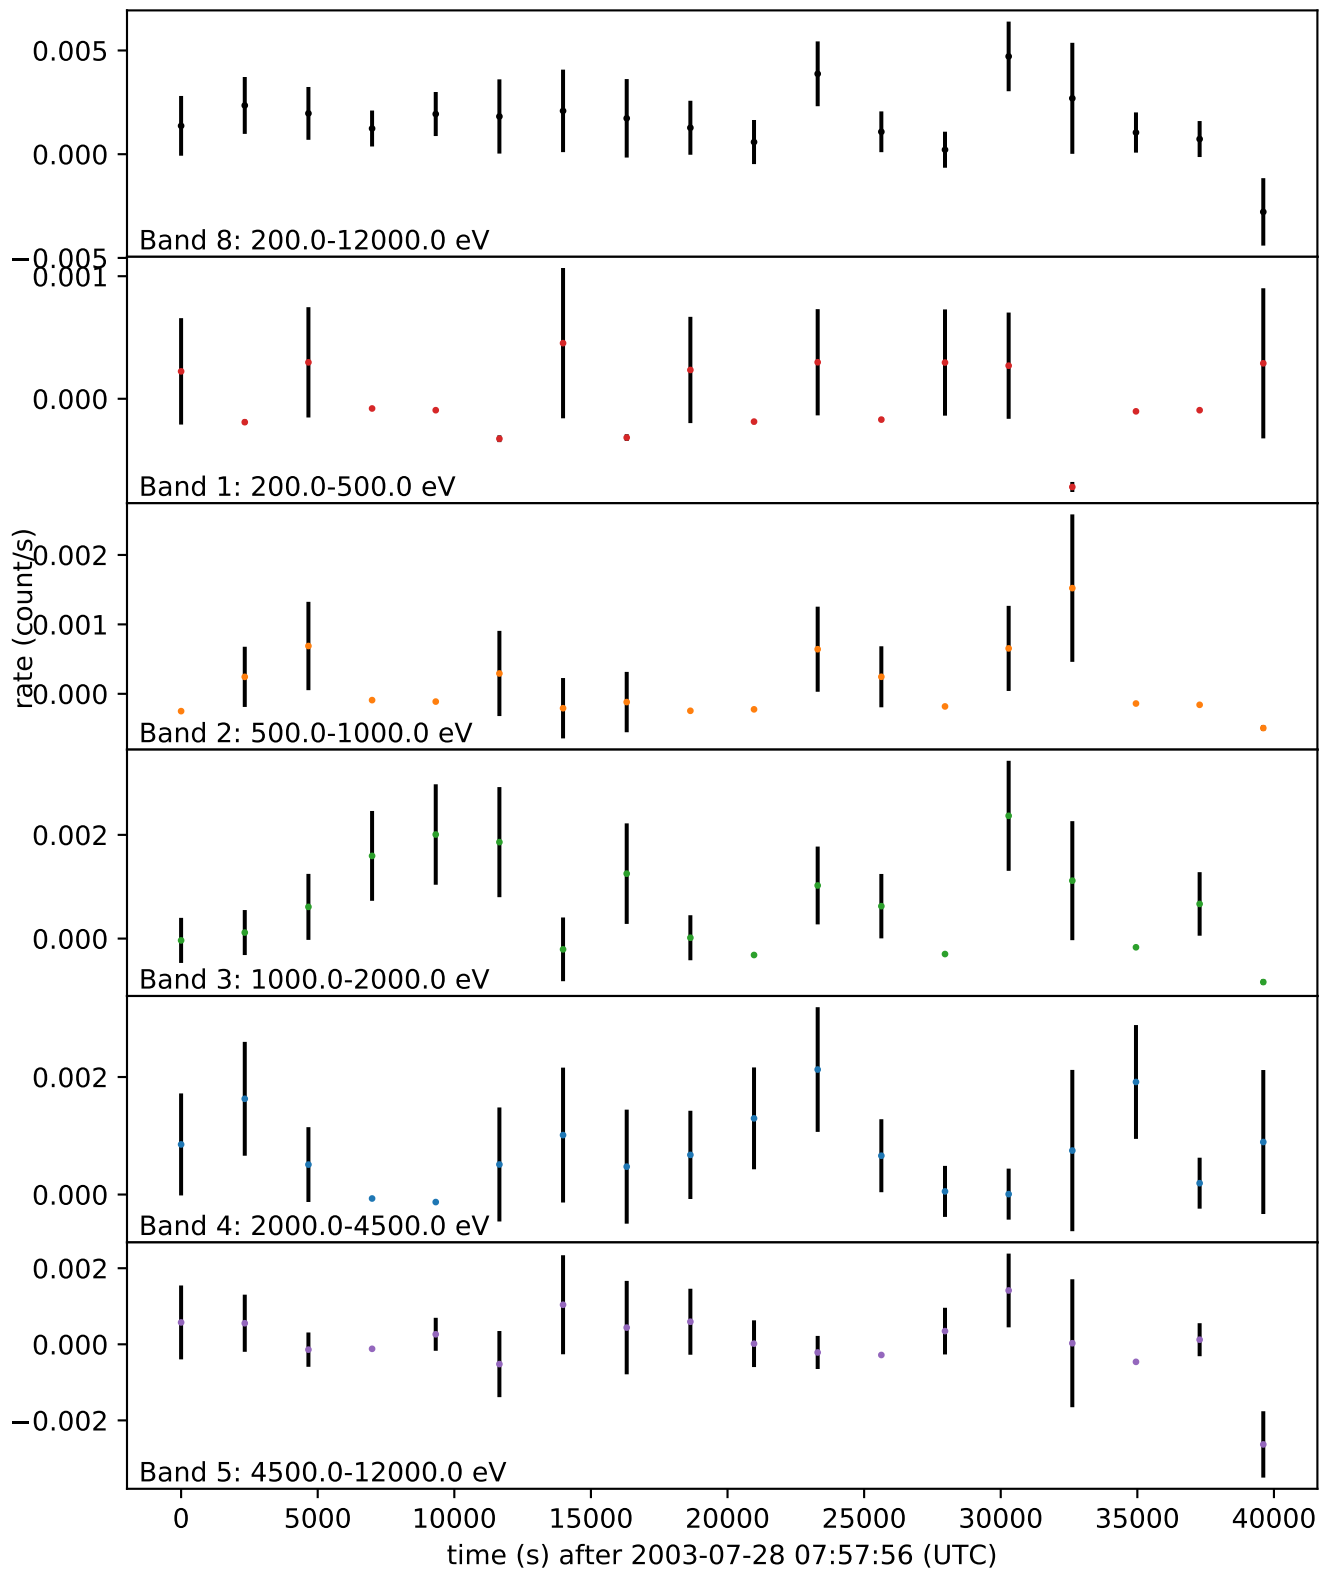 0.005
0.000
−0.005
Band 8: 200.0-12000.0 eV
0.001
0.000
Band 1: 200.0-500.0 eV
rate (count/s)
0.002
0.001
0.000
Band 2: 500.0-1000.0 eV
0.002
0.000
Band 3: 1000.0-2000.0 eV
0.002
0.000
Band 4: 2000.0-4500.0 eV
0.002
0.000
−0.002
Band 5: 4500.0-12000.0 eV
0 5000 10000 15000 20000 25000 30000 35000 40000
time (s) after 2003-07-28 07:57:56 (UTC)